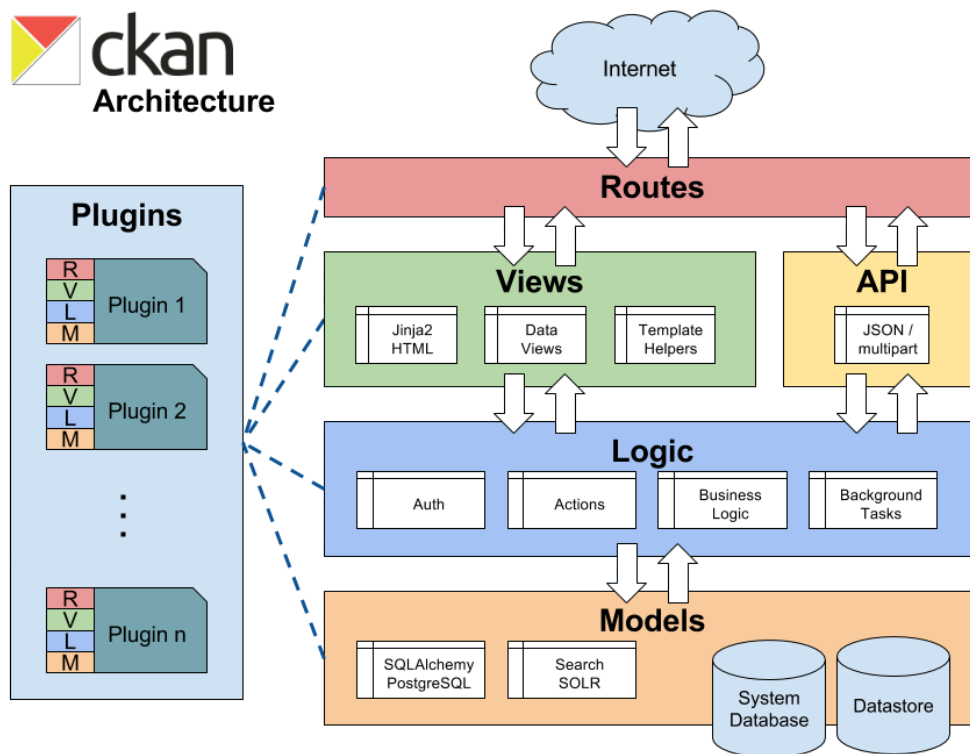 ckan
Architecture
Internet
Routes
Plugins
R
V
L
M
Plugin 1
R
V
L
M
Plugin 2
R
V
L
M
Plugin n
Views
Jinja2
HTML
Data
Views
Template
Helpers
API
JSON /
multipart
Logic
Auth
Actions
Business
Logic
Background
Tasks
Models
SQLAlchemy
PostgreSQL
Search
SOLR
System
Database
Datastore